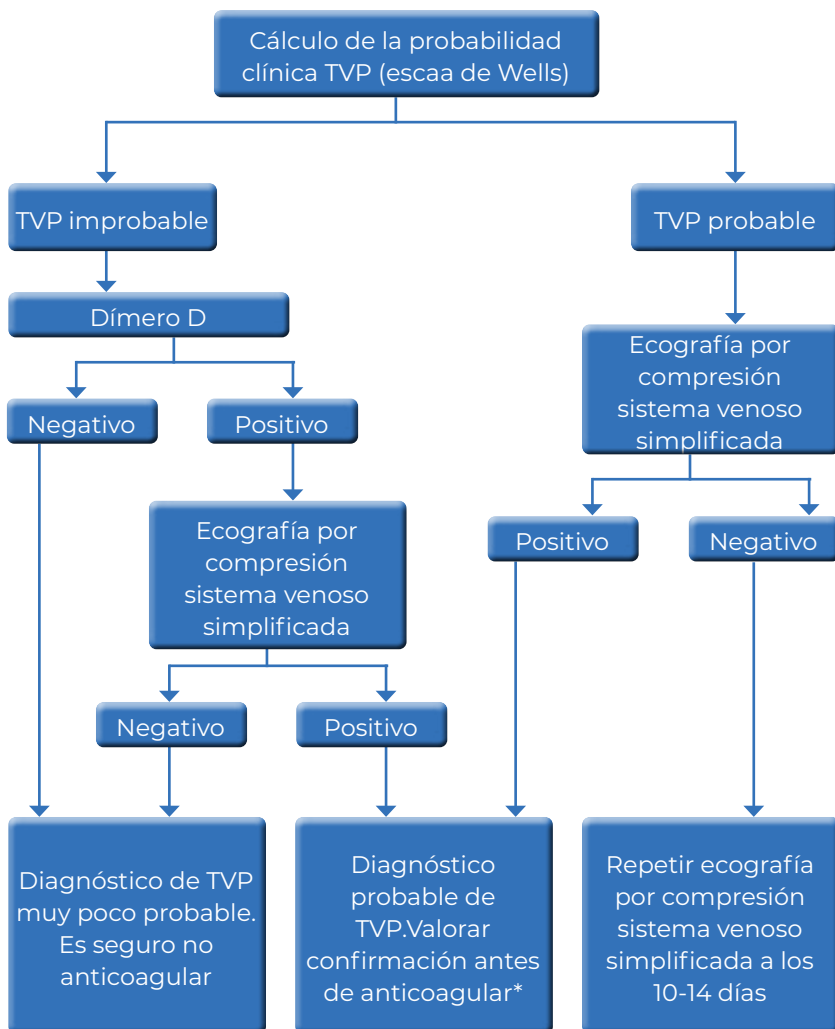 Cálculo de la probabilidad
clínica TVP (escaa de Wells)
TVP improbable
TVP probable
Dímero D
Ecografía por
compresión
sistema venoso
simplificada
Negativo
Positivo
Ecografía por
compresión
sistema venoso
simplificada
Positivo
Negativo
Negativo
Positivo
Diagnóstico de TVP
muy poco probable.
Es seguro no
anticoagular
Diagnóstico
probable de
TVP.Valorar
confirmación antes
de anticoagular*
Repetir ecografía
por compresión
sistema venoso
simplificada a los
10-14 días